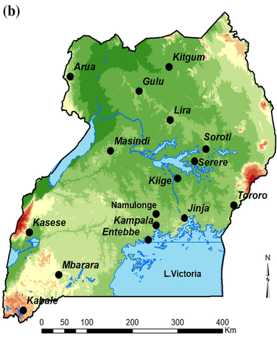 (b)
Kitgum
Arua
Gulu
Lira
Masindi
Soroti
Serere
Kiige
Tororo
Namulonge
Jinja
Kampala
Kasese
Entebbe
Mbarara
L.Victoria
N
Kabale
0 50 100 200 300 400
Km